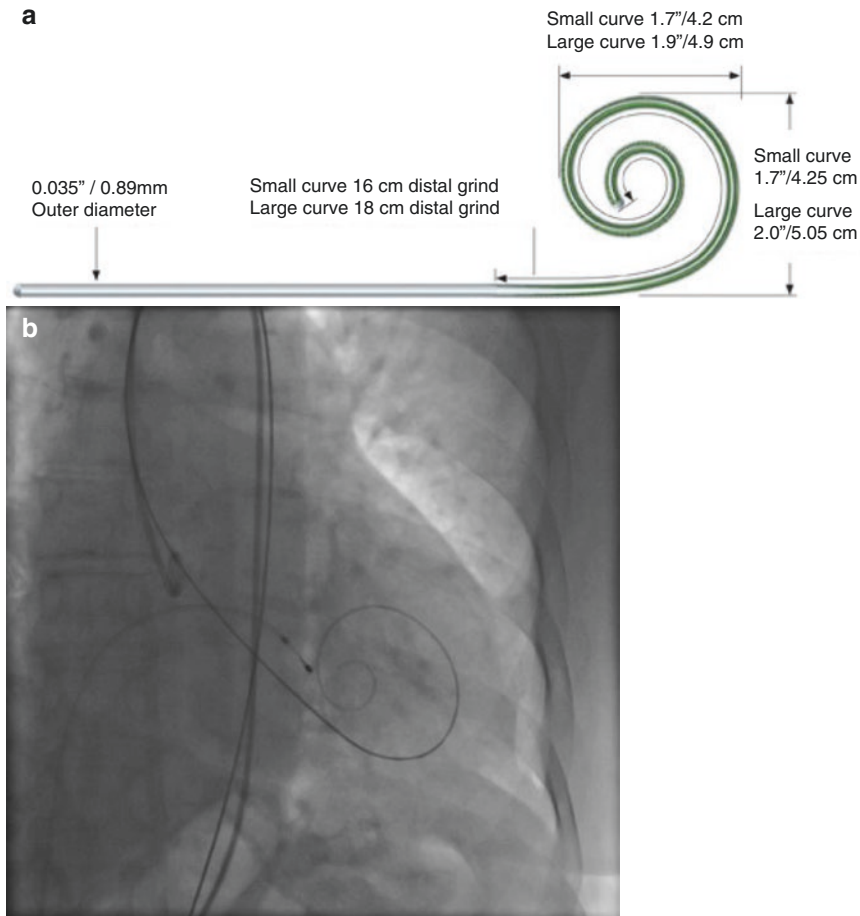 a
Small curve 1.7”/4.2 cm
Large curve 1.9”/4.9 cm
0.035” / 0.89mm
Outer diameter
Small curve 16 cm distal grind
Large curve 18 cm distal grind
Small curve
1.7”/4.25 cm
Large curve
2.0”/5.05 cm
b